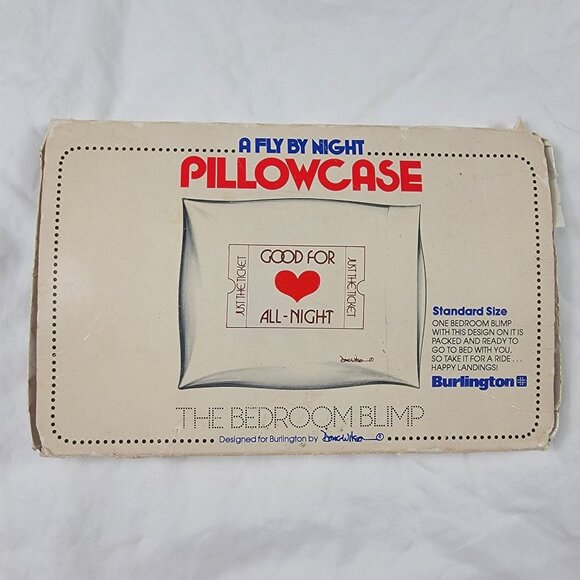 A FLY BY NIGHT
PILLOWCASE
JUST THE TICKET
GOOD FOR
ALL-NIGHT
JUST THE TICKET
Standard Size
ONE BEDROOM BLIMP
WITH THIS DESIGN ON IT IS
PACKED AND READY TO
GO TO BED WITH YOU,
SO TAKE IT FOR A RIDE...
HAPPY LANDINGS!
Burlington
THE BEDROOM BLIMP
Designed for Burlington by